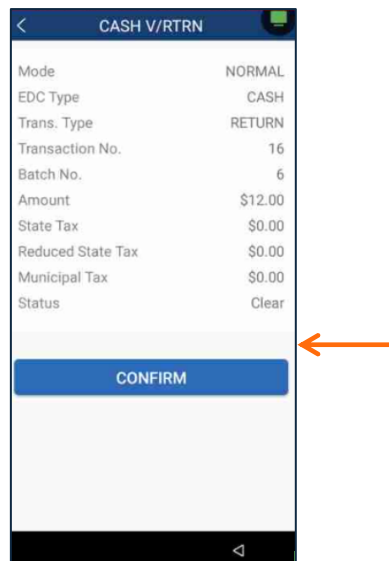 CASH V/RTRN
Mode NORMAL
EDC Type CASH
Trans. Type RETURN
Transaction No. 16
Batch No. 6
Amount $12.00
State Tax $0.00
Reduced State Tax $0.00
Municipal Tax $0.00
Status Clear
CONFIRM